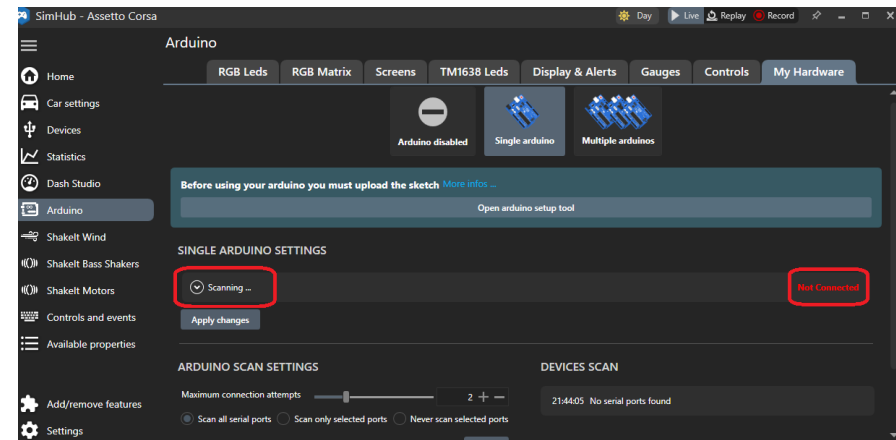 SimHub - Assetto Corsa
Day
Live
Replay
Record
Arduino
RGB Leds
RGB Matrix
Screens
TM1638 Leds
Display & Alerts
Gauges
Controls
My Hardware
Home
Car settings
Devices
Statistics
Dash Studio
Arduino
ShakeIt Wind
ShakeIt Bass Shakers
ShakeIt Motors
Controls and events
Available properties
Add/remove features
Settings
Arduino disabled
Single arduino
Multiple arduinos
Before using your arduino you must upload the sketch More infos ...
Open arduino setup tool
SINGLE ARDUINO SETTINGS
Scanning ...
Not Connected
Apply changes
ARDUINO SCAN SETTINGS
Maximum connection attempts
2
Scan all serial ports
Scan only selected ports
Never scan selected ports
DEVICES SCAN
21:44:05 No serial ports found